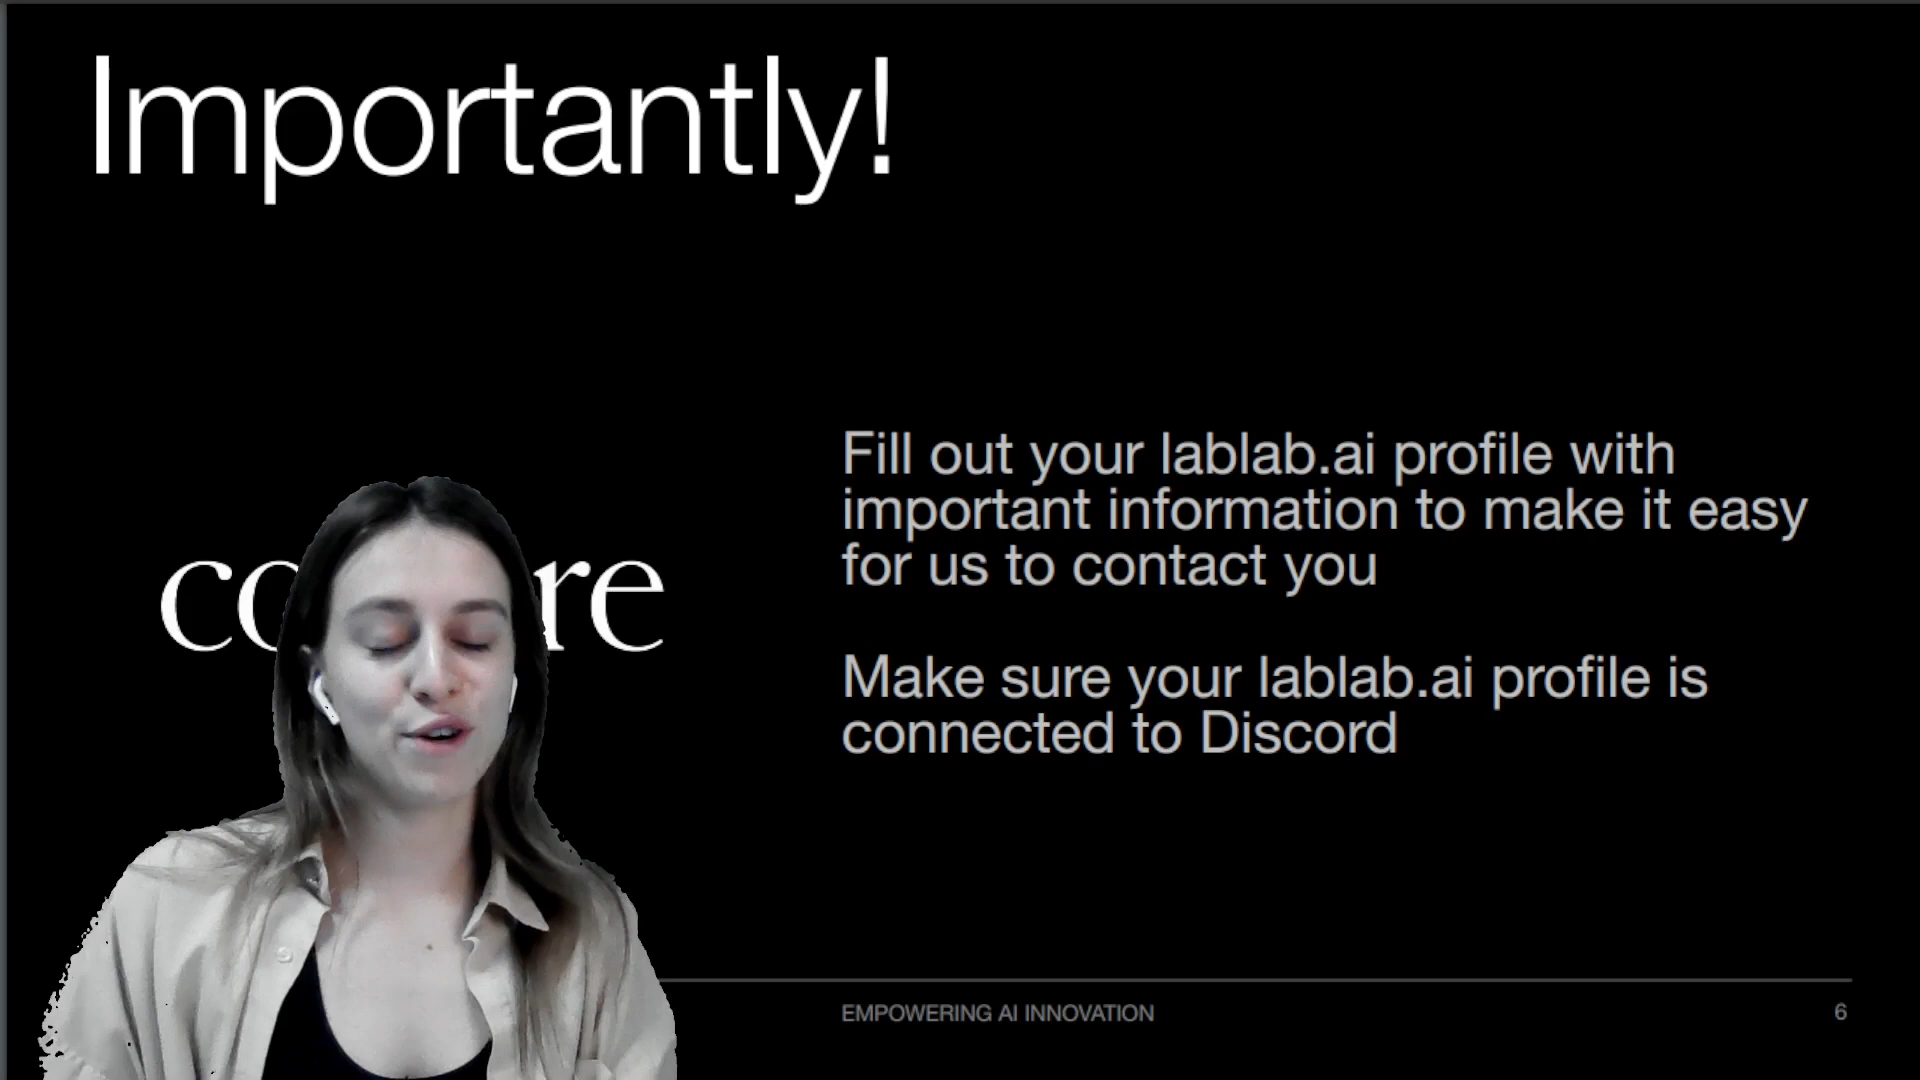 Importantly!
Fill out your lablab.ai profile with
important information to make it easy
for us to contact you
Make sure your lablab.ai profile is
connected to Discord
EMPOWERING AI INNOVATION
6